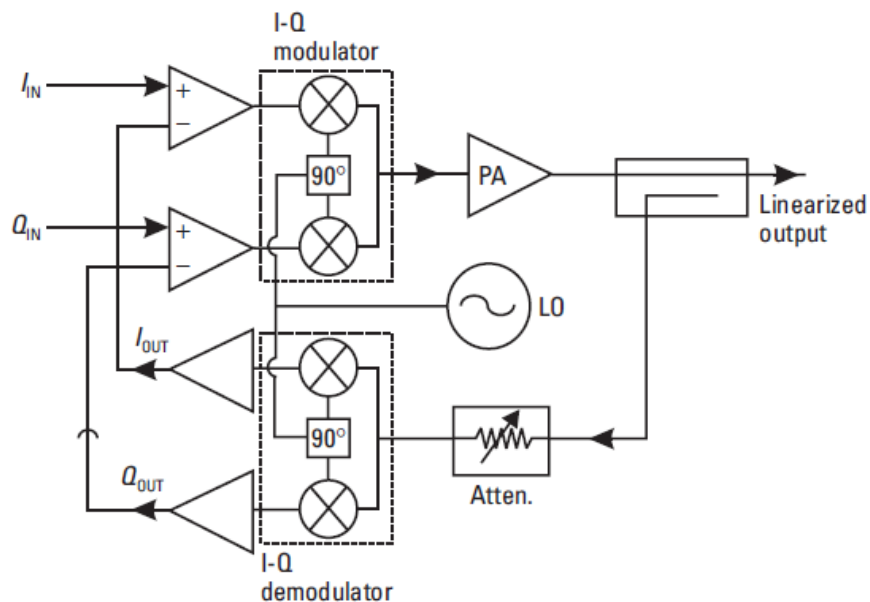 I-Q
modulator
I_IN
+
−
90°
PA
Q_IN
+
−
Linearized
output
LO
I_OUT
90°
Q_OUT
Atten.
I-Q
demodulator